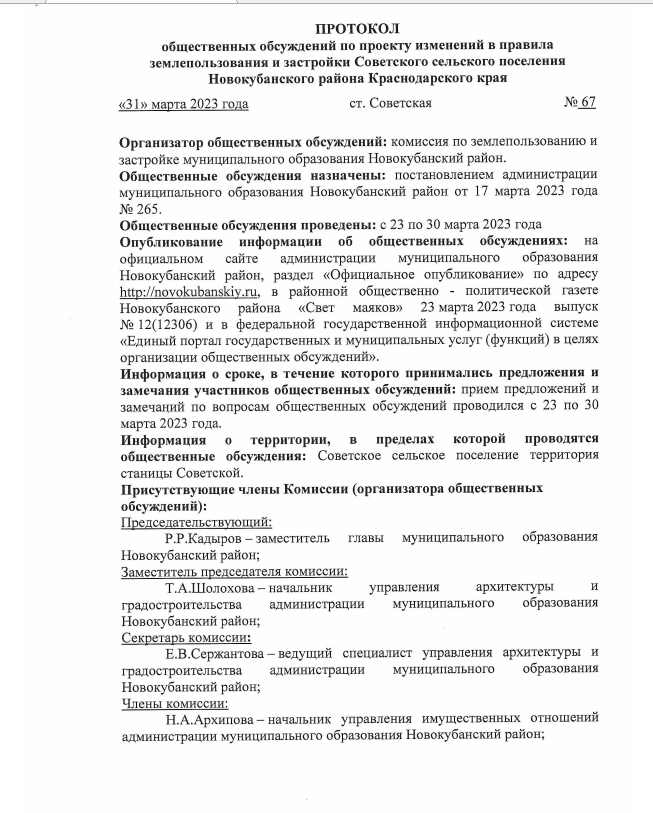 ПРОТОКОЛ
общественных обсуждений по проекту изменений в правила
землепользования и застройки Советского сельского поселения
Новокубанского района Краснодарского края
«31» марта 2023 года ст. Советская № 67
Организатор общественных обсуждений: комиссия по землепользованию и
застройке муниципального образования Новокубанский район.
Общественные обсуждения назначены: постановлением администрации
муниципального образования Новокубанский район от 17 марта 2023 года
№ 265.
Общественные обсуждения проведены: с 23 по 30 марта 2023 года
Опубликование информации об общественных обсуждениях: на
официальном сайте администрации муниципального образования
Новокубанский район, раздел «Официальное опубликование» по адресу
http://novokubanskiy.ru, в районной общественно - политической газете
Новокубанского района «Свет маяков» 23 марта 2023 года выпуск
№ 12(12306) и в федеральной государственной информационной системе
«Единый портал государственных и муниципальных услуг (функций) в целях
организации общественных обсуждений».
Информация о сроке, в течение которого принимались предложения и
замечания участников общественных обсуждений: прием предложений и
замечаний по вопросам общественных обсуждений проводился с 23 по 30
марта 2023 года.
Информация о территории, в пределах которой проводятся
общественные обсуждения: Советское сельское поселение территория
станицы Советской.
Присутствующие члены Комиссии (организатора общественных
обсуждений):
Председательствующий:
Р.Р.Кадыров – заместитель главы муниципального образования
Новокубанский район;
Заместитель председателя комиссии:
Т.А.Шолохова – начальник управления архитектуры и
градостроительства администрации муниципального образования
Новокубанский район;
Секретарь комиссии:
Е.В.Сержантова – ведущий специалист управления архитектуры и
градостроительства администрации муниципального образования
Новокубанский район;
Члены комиссии:
Н.А.Архипова – начальник управления имущественных отношений
администрации муниципального образования Новокубанский район;